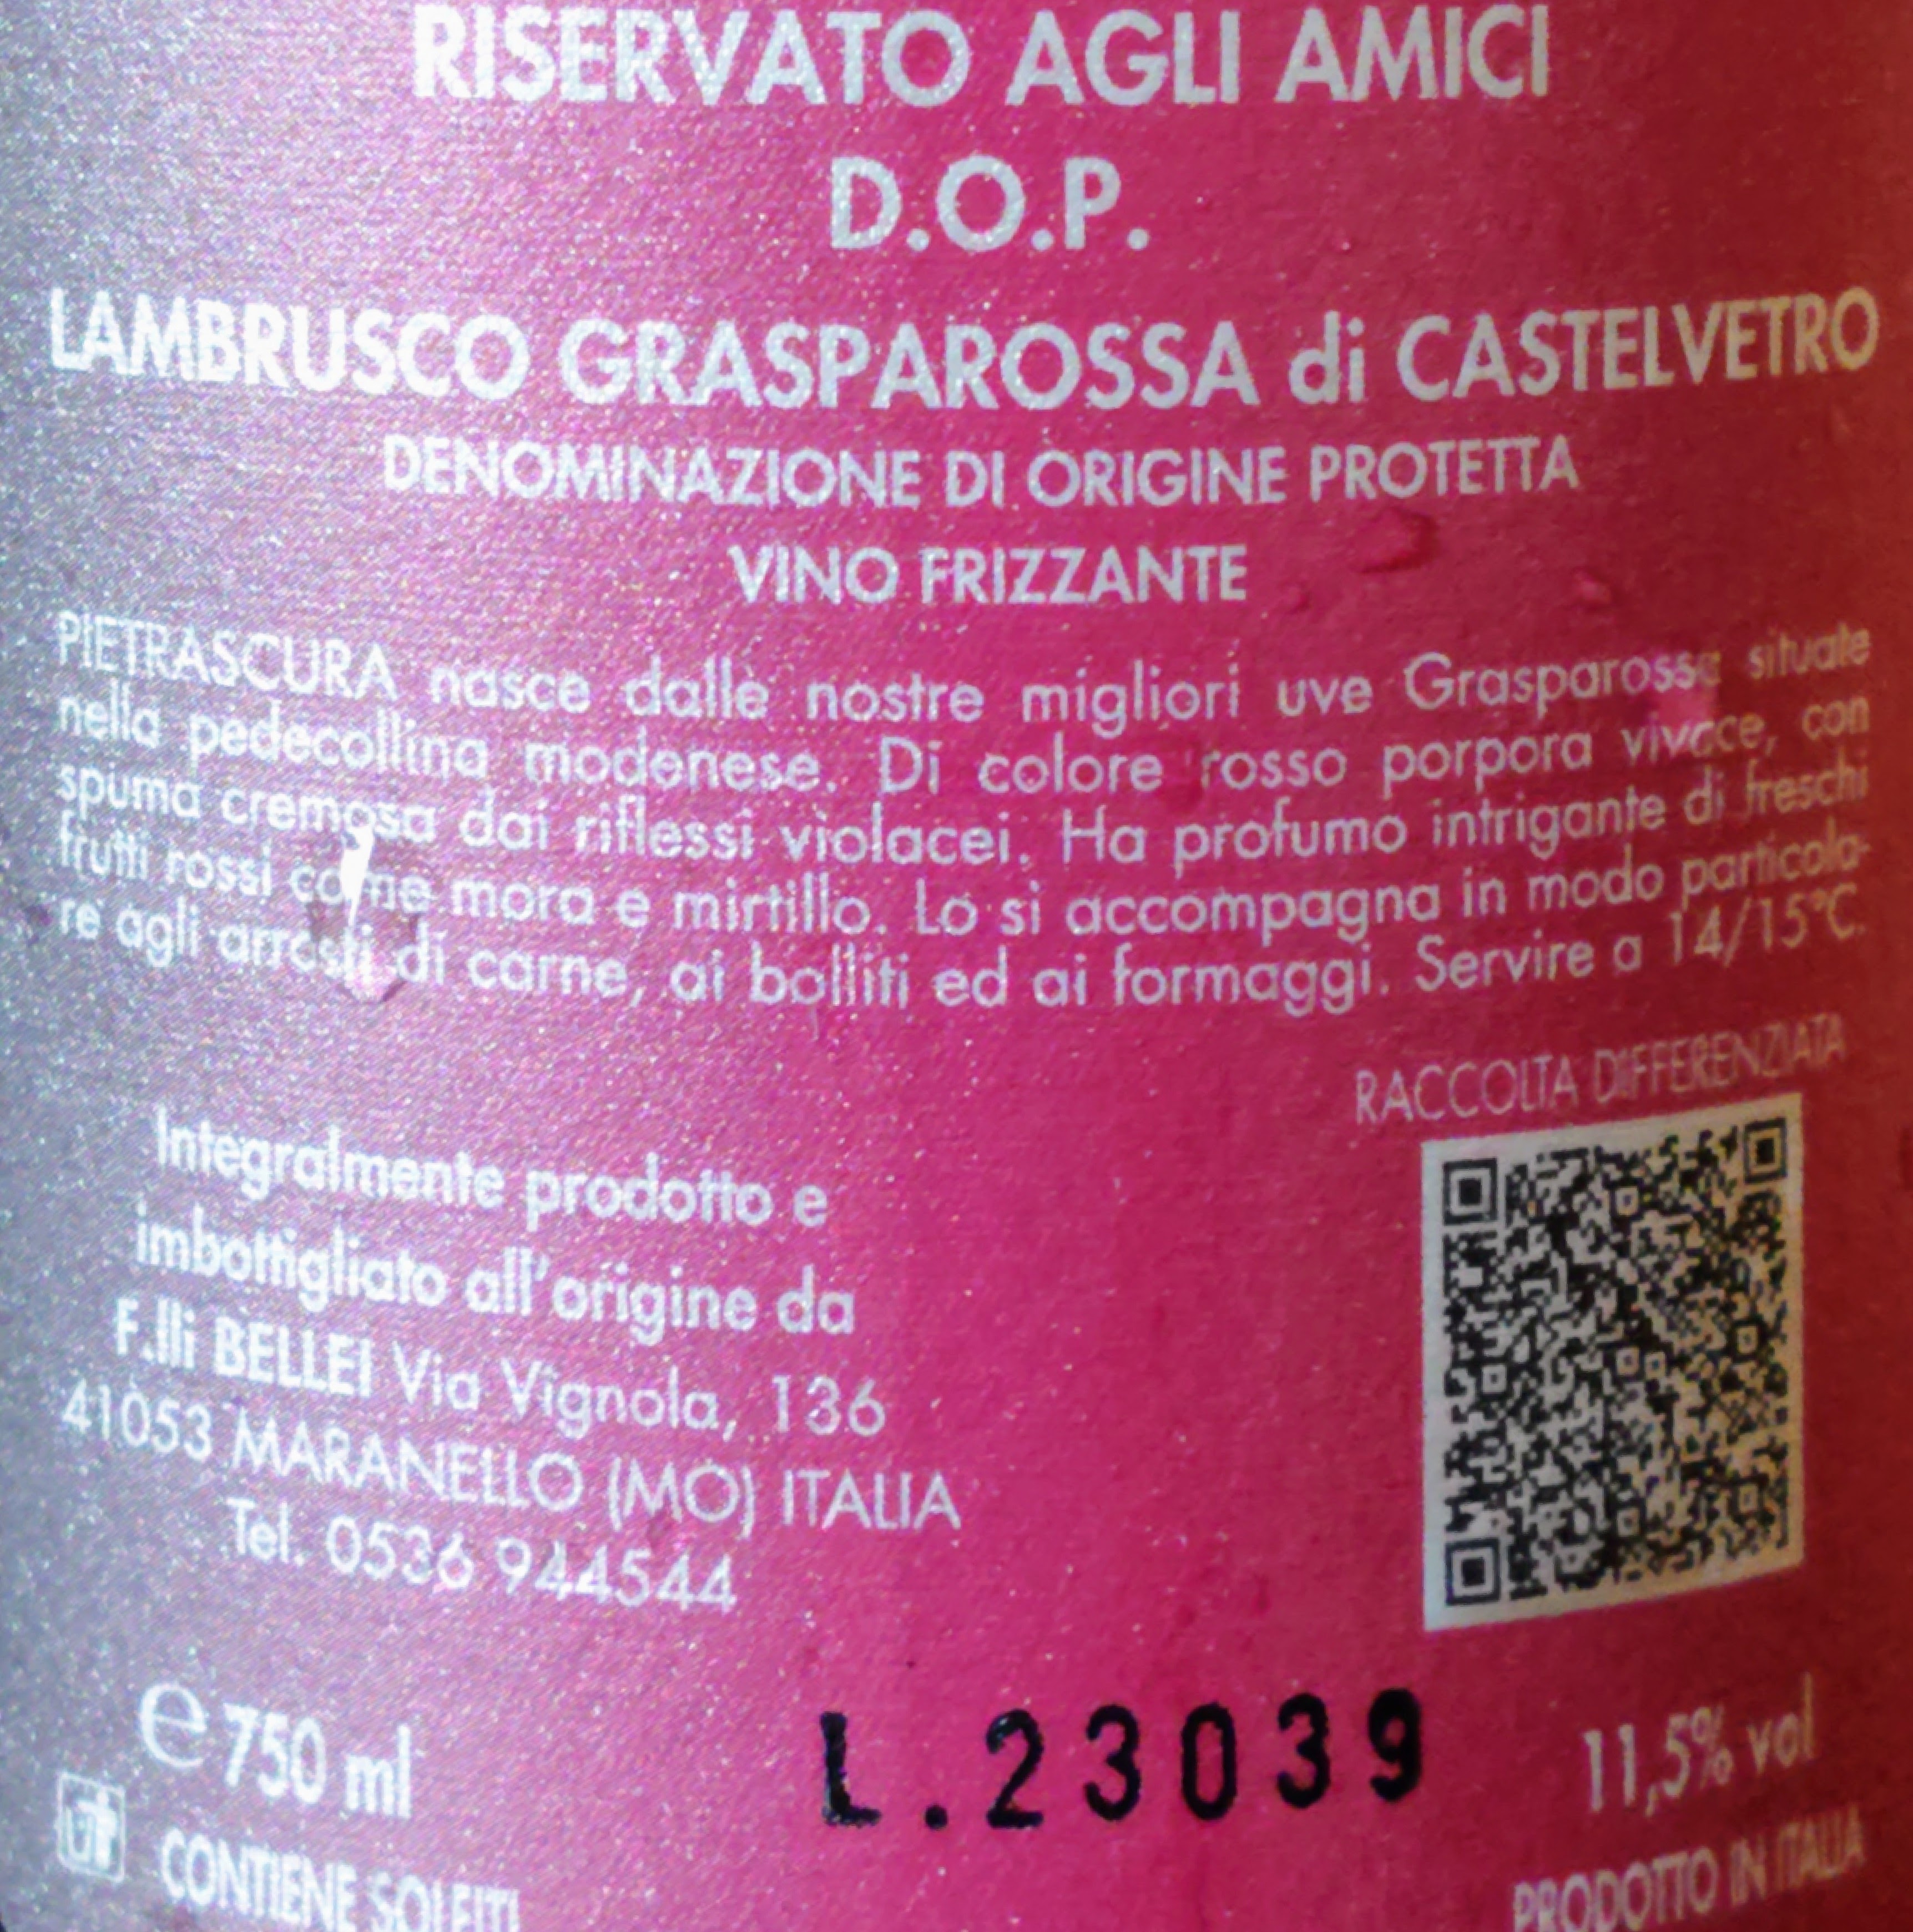 RISERVATO AGLI AMICI
D.O.P.
LAMBRUSCO GRASPAROSSA di CASTELVETRO
DENOMINAZIONE DI ORIGINE PROTETTA
VINO FRIZZANTE
PIETRASCURA nasce dalle nostre migliori uve Grasparossa situate
nella pedecollina modenese. Di colore rosso porpora vivace, con
spuma cremosa dai riflessi violacei. Ha profumo intrigante di freschi
frutti rossi come mora e mirtillo. Lo si accompagna in modo particola-
re agli arrosti di carne, ai bolliti ed ai formaggi. Servire a 14/15°C.
RACCOLTA DIFFERENZIATA
Integralmente prodotto e
imbottigliato all'origine da
F.lli BELLEI Via Vignola, 136
41053 MARANELLO (MO) ITALIA
Tel. 0536 944544
e 750 ml
L.23039
11,5% vol
CONTIENE SOLFITI
PRODOTTO IN ITALIA